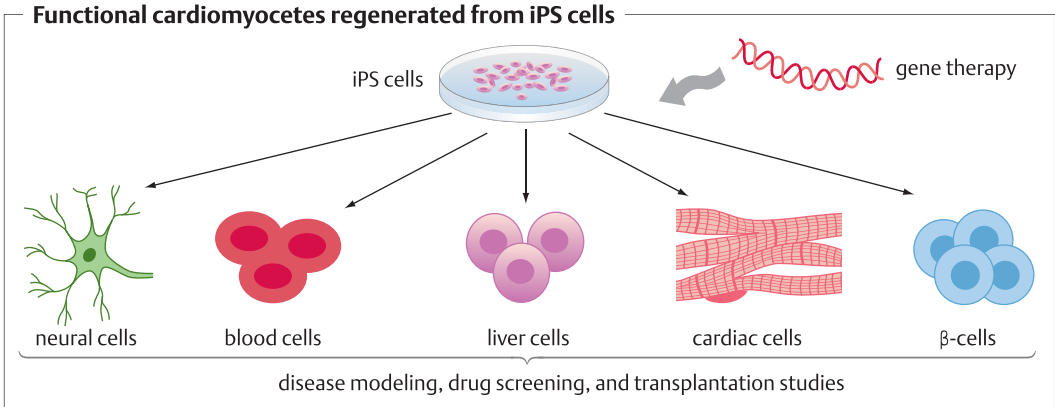 Functional cardiomyocetes regenerated from iPS cells
iPS cells
gene therapy
neural cells
blood cells
liver cells
cardiac cells
β-cells
disease modeling, drug screening, and transplantation studies